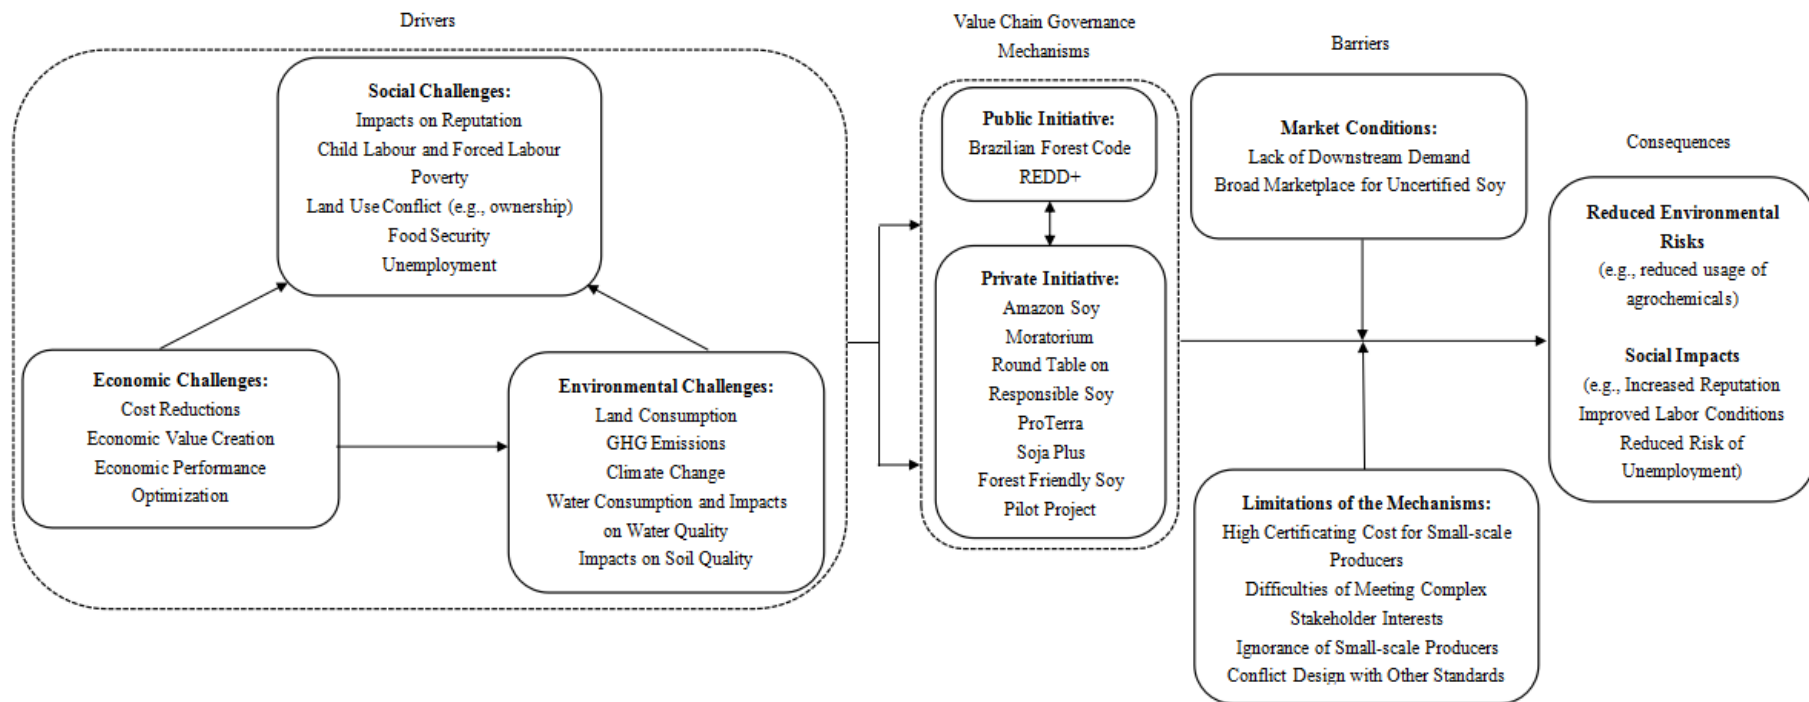 Drivers
Social Challenges:
Impacts on Reputation
Child Labour and Forced Labour
Poverty
Land Use Conflict (e.g., ownership)
Food Security
Unemployment
Economic Challenges:
Cost Reductions
Economic Value Creation
Economic Performance
Optimization
Environmental Challenges:
Land Consumption
GHG Emissions
Climate Change
Water Consumption and Impacts
on Water Quality
Impacts on Soil Quality
Value Chain Governance
Mechanisms
Public Initiative:
Brazilian Forest Code
REDD+
Private Initiative:
Amazon Soy
Moratorium
Round Table on
Responsible Soy
ProTerra
Soja Plus
Forest Friendly Soy
Pilot Project
Barriers
Market Conditions:
Lack of Downstream Demand
Broad Marketplace for Uncertified Soy
Limitations of the Mechanisms:
High Certificating Cost for Small-scale
Producers
Difficulties of Meeting Complex
Stakeholder Interests
Ignorance of Small-scale Producers
Conflict Design with Other Standards
Consequences
Reduced Environmental
Risks
(e.g., reduced usage of
agrochemicals)
Social Impacts
(e.g., Increased Reputation
Improved Labor Conditions
Reduced Risk of
Unemployment)